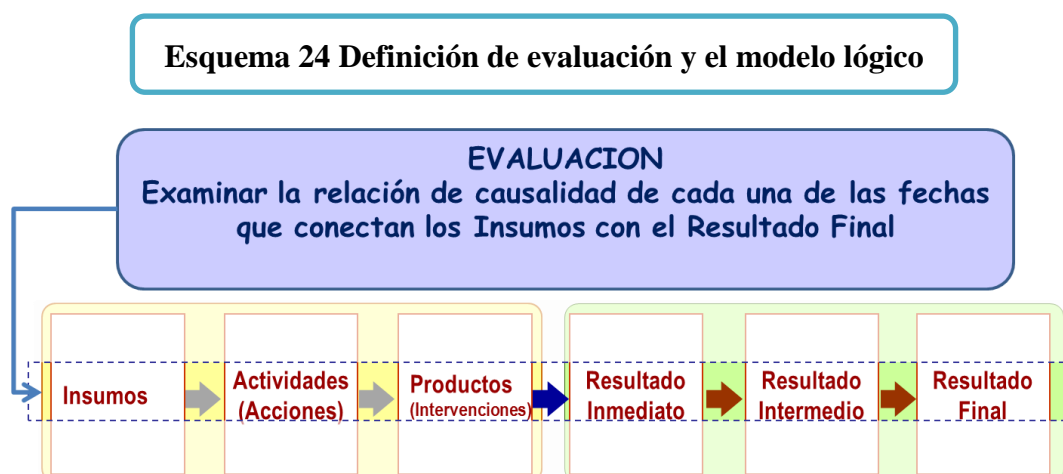 Esquema 24 Definición de evaluación y el modelo lógico
EVALUACION
Examinar la relación de causalidad de cada una de las fechas
que conectan los Insumos con el Resultado Final
Insumos
Actividades
(Acciones)
Productos
(Intervenciones)
Resultado
Inmediato
Resultado
Intermedio
Resultado
Final